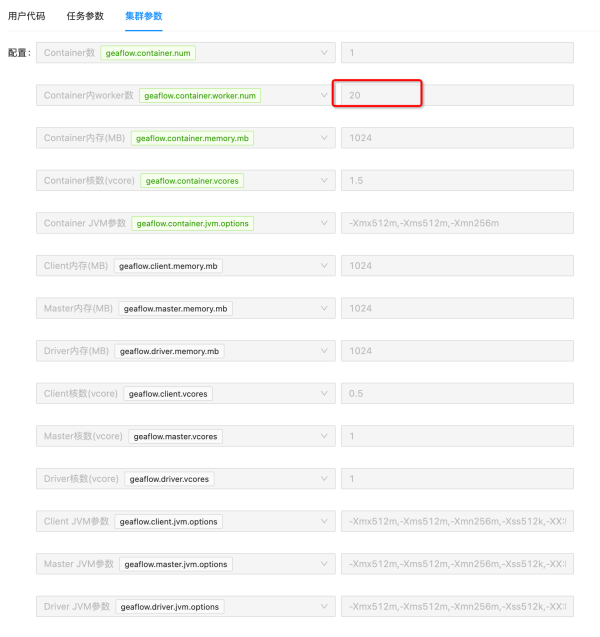 用户代码 任务参数 集群参数
配置: Container数 geaflow.container.num 1
Container内worker数 geaflow.container.worker.num 20
Container内存(MB) geaflow.container.memory.mb 1024
Container核数(vcore) geaflow.container.vcores 1.5
Container JVM参数 geaflow.container.jvm.options -Xmx512m,-Xms512m,-Xmn256m
Client内存(MB) geaflow.client.memory.mb 1024
Master内存(MB) geaflow.master.memory.mb 1024
Driver内存(MB) geaflow.driver.memory.mb 1024
Client核数(vcore) geaflow.client.vcores 0.5
Master核数(vcore) geaflow.master.vcores 1
Driver核数(vcore) geaflow.driver.vcores 1
Client JVM参数 geaflow.client.jvm.options -Xmx512m,-Xms512m,-Xmn256m,-Xss512k,-XX:
Master JVM参数 geaflow.master.jvm.options -Xmx512m,-Xms512m,-Xmn256m,-Xss512k,-XX:
Driver JVM参数 geaflow.driver.jvm.options -Xmx512m,-Xms512m,-Xmn256m,-Xss512k,-XX: